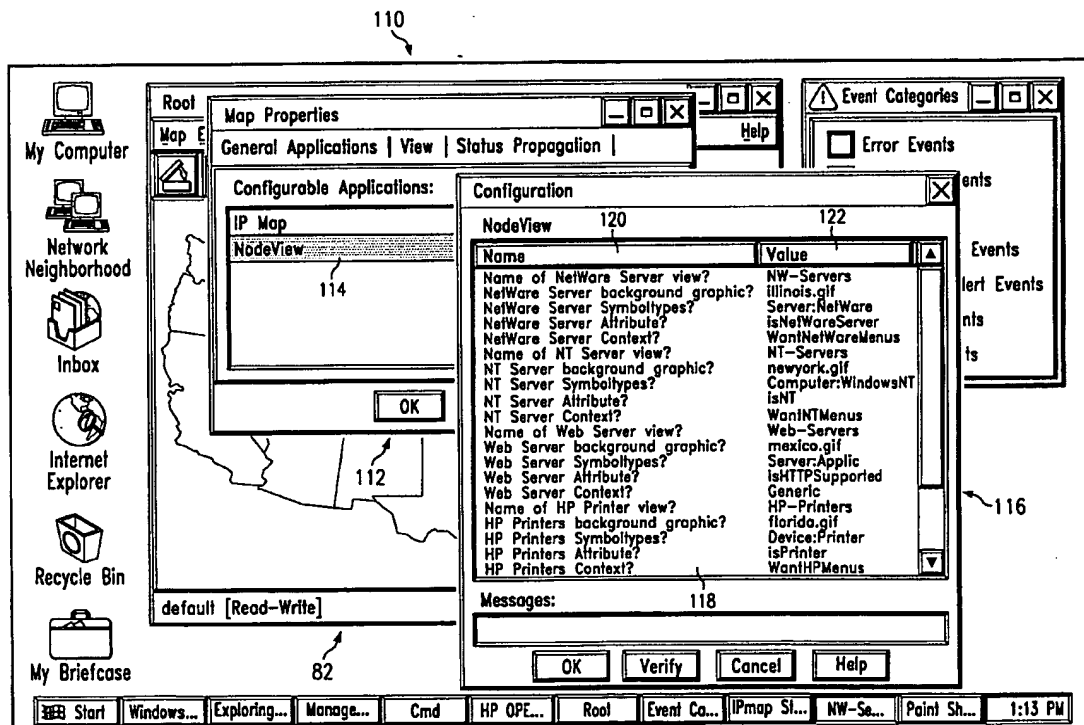 110
My Computer
Network
Neighborhood
Inbox
Internet
Explorer
Recycle Bin
My Briefcase
Root
Map E
Help
default [Read-Write]
82
Map Properties
General Applications | View | Status Propagation |
Configurable Applications:
IP Map
NodeView
114
OK
112
Event Categories
Error Events
ents
Events
lert Events
nts
ts
Configuration
NodeView
120
122
Name Value
Name of NetWare Server view? NW-Servers
NetWare Server background graphic? illinois.gif
NetWare Server Symboltypes? Server:NetWare
NetWare Server Attribute? isNetWareServer
NetWare Server Context? WantNetWareMenus
Name of NT Server view? NT-Servers
NT Server background graphic? newyork.gif
NT Server Symboltypes? Computer:WindowsNT
NT Server Attribute? isNT
NT Server Context? WantNTMenus
Name of Web Server view? Web-Servers
Web Server background graphic? mexico.gif
Web Server Symboltypes? Server:Applic
Web Server Attribute? isHTTPSupported
Web Server Context? Generic
Name of HP Printer view? HP-Printers
HP Printers background graphic? florida.gif
HP Printers Symboltypes? Device:Printer
HP Printers Attribute? isPrinter
HP Printers Context? WantHPMenus
116
Messages:
118
OK Verify Cancel Help
Start Windows... Exploring... Manage... Cmd HP OPE... Root Event Ca... IPmap St... NW-Se... Paint Sh... 1:13 PM